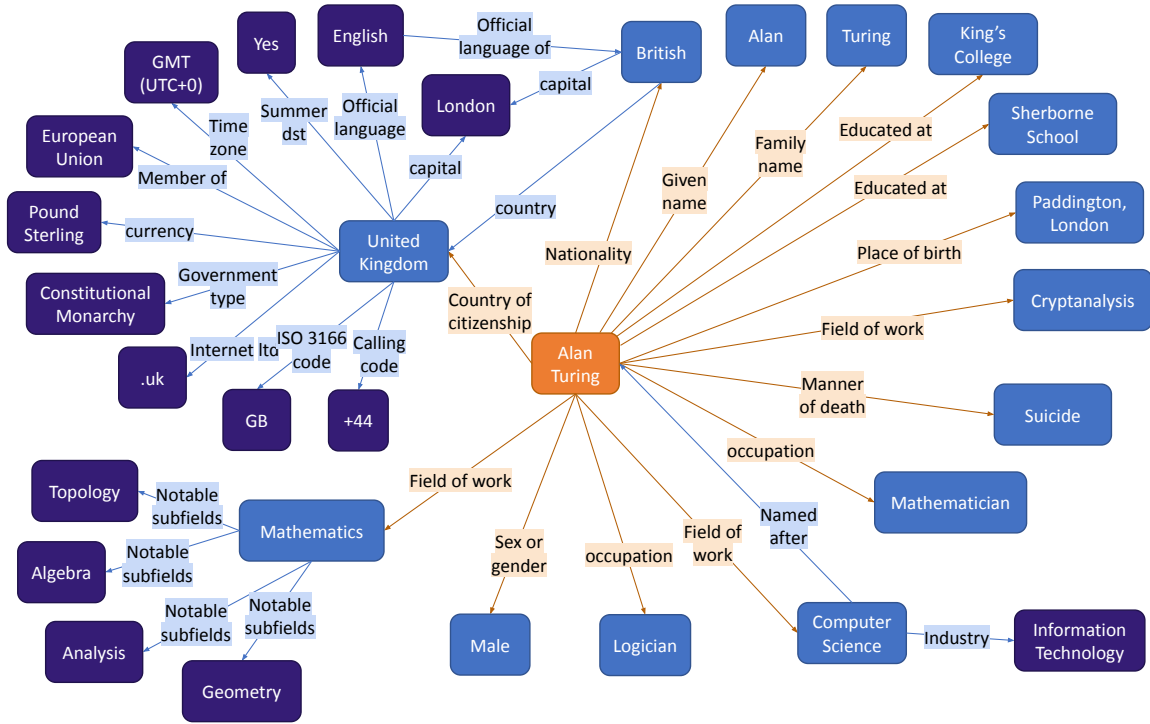 English
Official
language of
British
Alan
Turing
King's
College
Yes
GMT
(UTC+0)
Summer
dst
Official
language
London
capital
capital
Sherborne
School
European
Union
Time
zone
Member of
Educated at
Family
name
Educated at
Given
name
country
Pound
Sterling
currency
United
Kingdom
Nationality
Place of birth
Paddington,
London
Constitutional
Monarchy
Government
type
Country of
citizenship
Field of work
Cryptanalysis
.uk
Internet ltd
ISO 3166
code
Calling
code
Alan
Turing
Manner
of death
Suicide
GB
+44
occupation
Mathematician
Topology
Notable
subfields
Mathematics
Field of work
Named
after
Algebra
Notable
subfields
Sex or
gender
occupation
Field of
work
Analysis
Notable
subfields
Notable
subfields
Geometry
Male
Logician
Computer
Science
Industry
Information
Technology